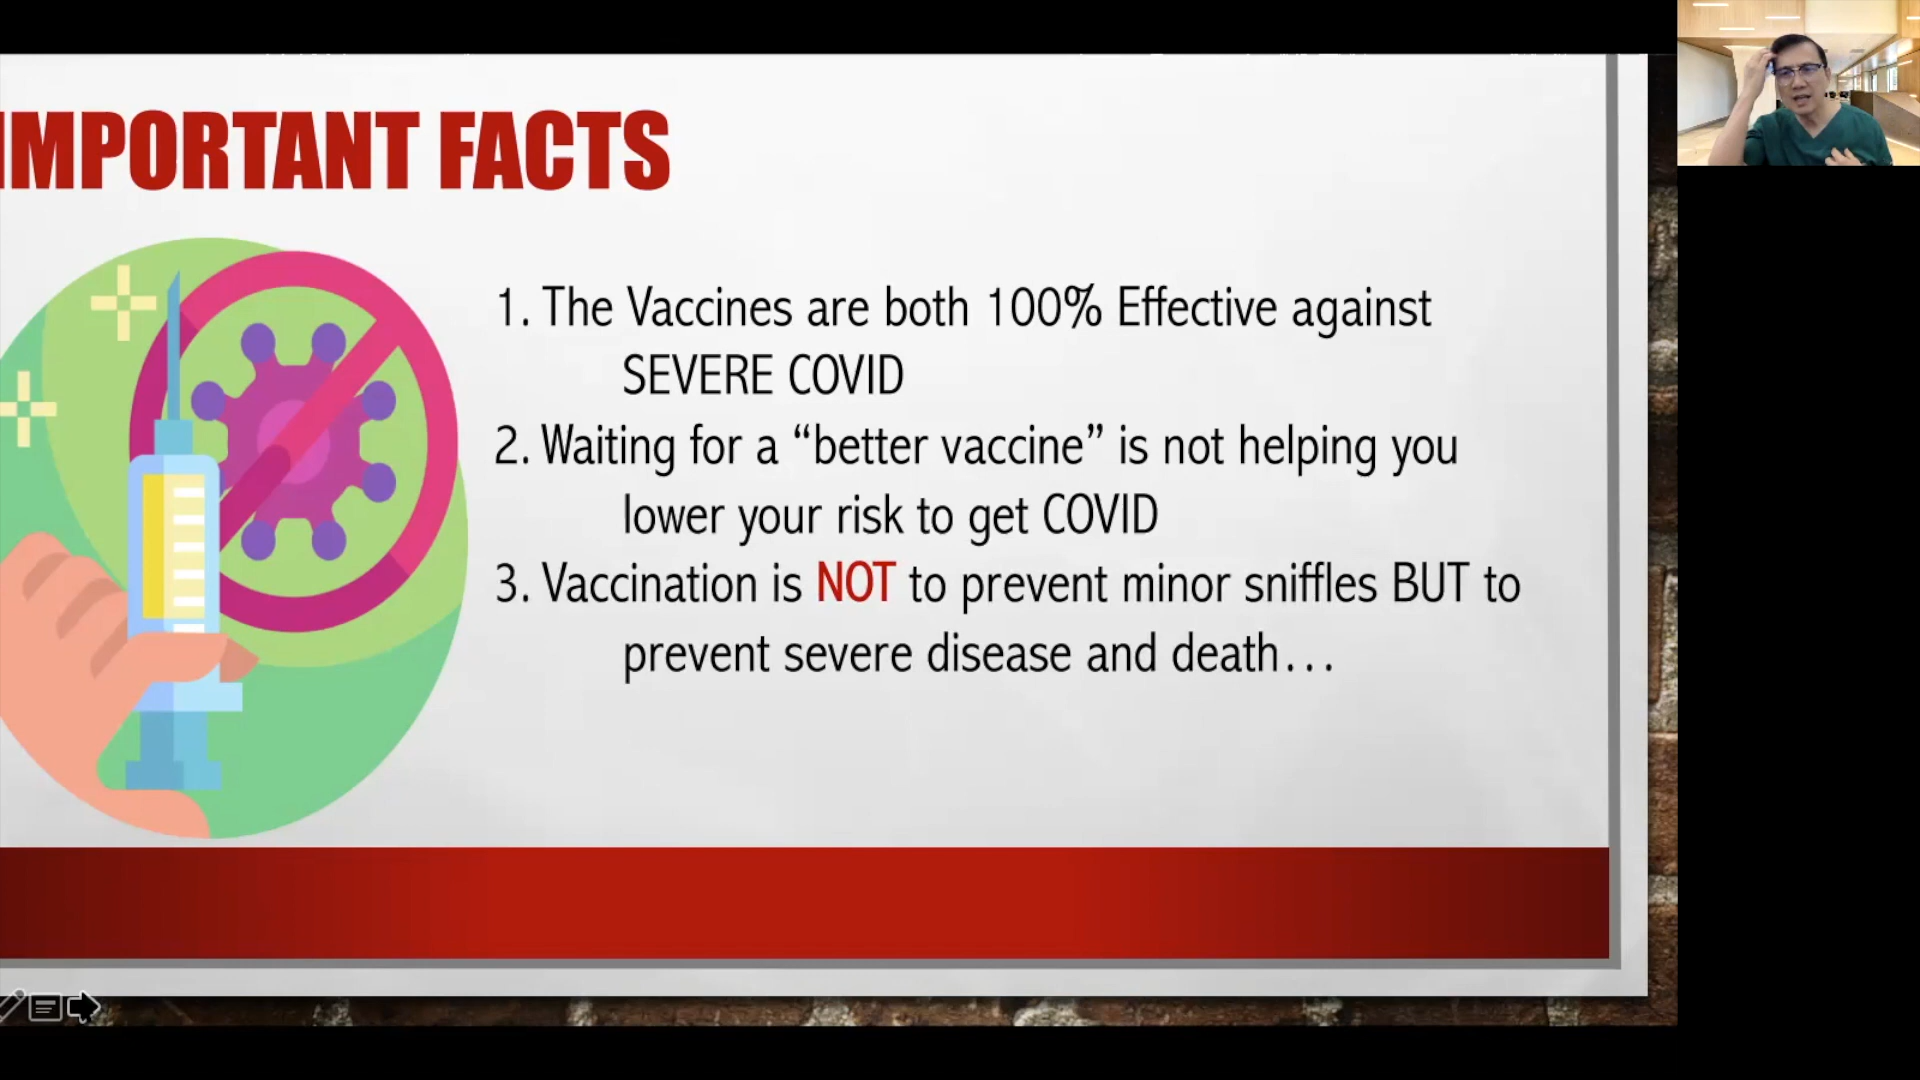 IMPORTANT FACTS
1. The Vaccines are both 100% Effective against
SEVERE COVID
2. Waiting for a “better vaccine” is not helping you
lower your risk to get COVID
3. Vaccination is NOT to prevent minor sniffles BUT to
prevent severe disease and death...